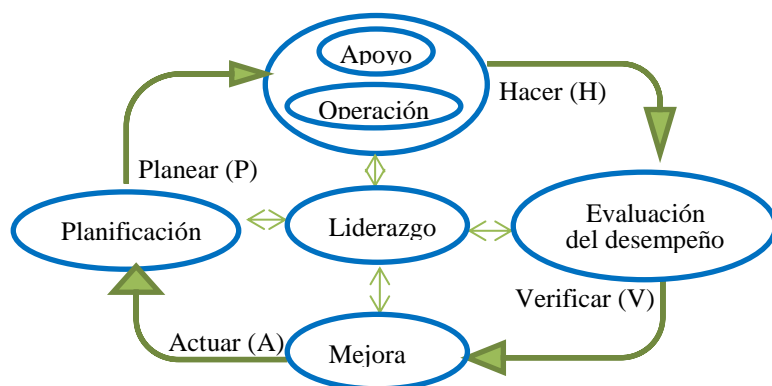 Apoyo
Operación
Hacer (H)
Planear (P)
Planificación
Liderazgo
Evaluación
del desempeño
Verificar (V)
Actuar (A)
Mejora